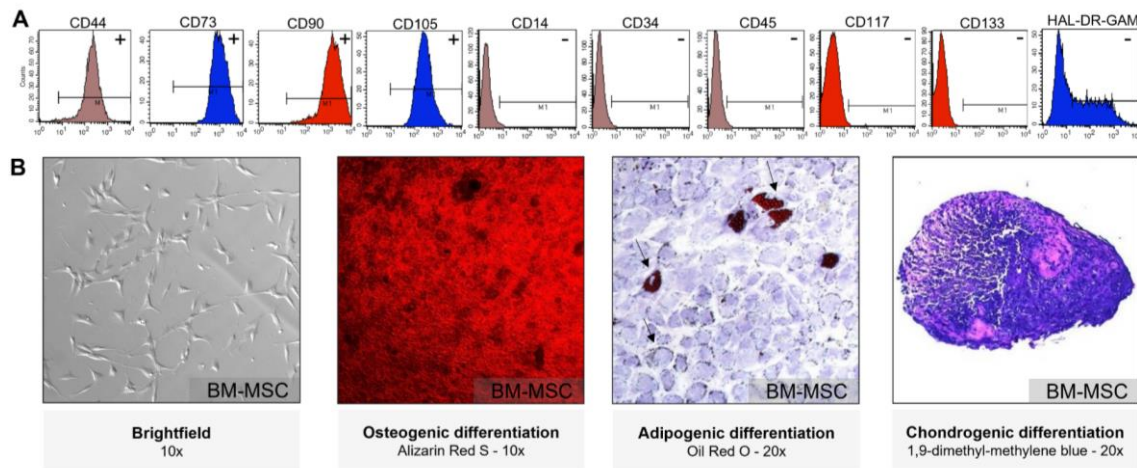 A
CD44 CD73 CD90 CD105 CD14 CD34 CD45 CD117 CD133 HAL-DR-GAM
+ + + + - - - - - -
Counts
M1 M1 M1 M1 M1 M1 M1
B
BM-MSC BM-MSC BM-MSC BM-MSC
Brightfield
10x
Osteogenic differentiation
Alizarin Red S - 10x
Adipogenic differentiation
Oil Red O - 20x
Chondrogenic differentiation
1,9-dimethyl-methylene blue - 20x